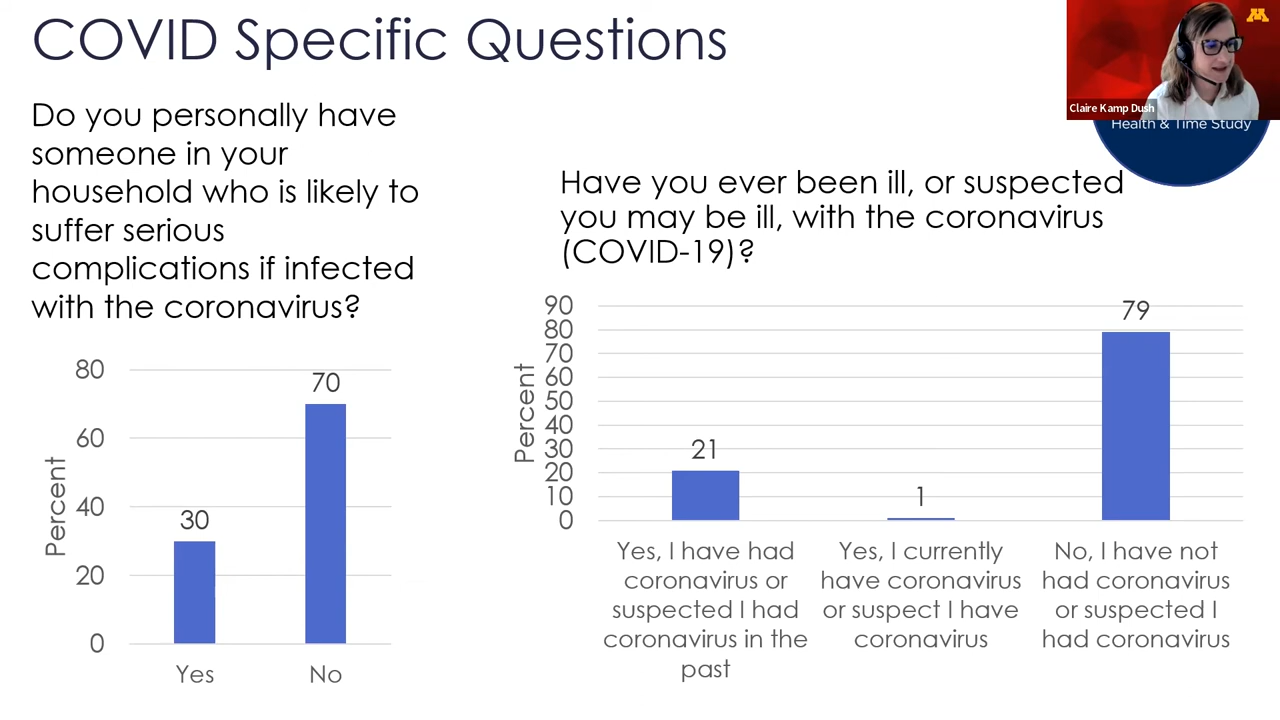 COVID Specific Questions
Claire Kamp Dush
Health & Time Study
Do you personally have
someone in your
household who is likely to
suffer serious
complications if infected
with the coronavirus?
80
60
40
20
0
Percent
30
70
Yes
No
Have you ever been ill, or suspected
you may be ill, with the coronavirus
(COVID-19)?
90
80
70
60
50
40
30
20
10
0
Percent
21
1
79
Yes, I have had
coronavirus or
suspected I had
coronavirus in the
past
Yes, I currently
have coronavirus
or suspect I have
coronavirus
No, I have not
had coronavirus
or suspected I
had coronavirus